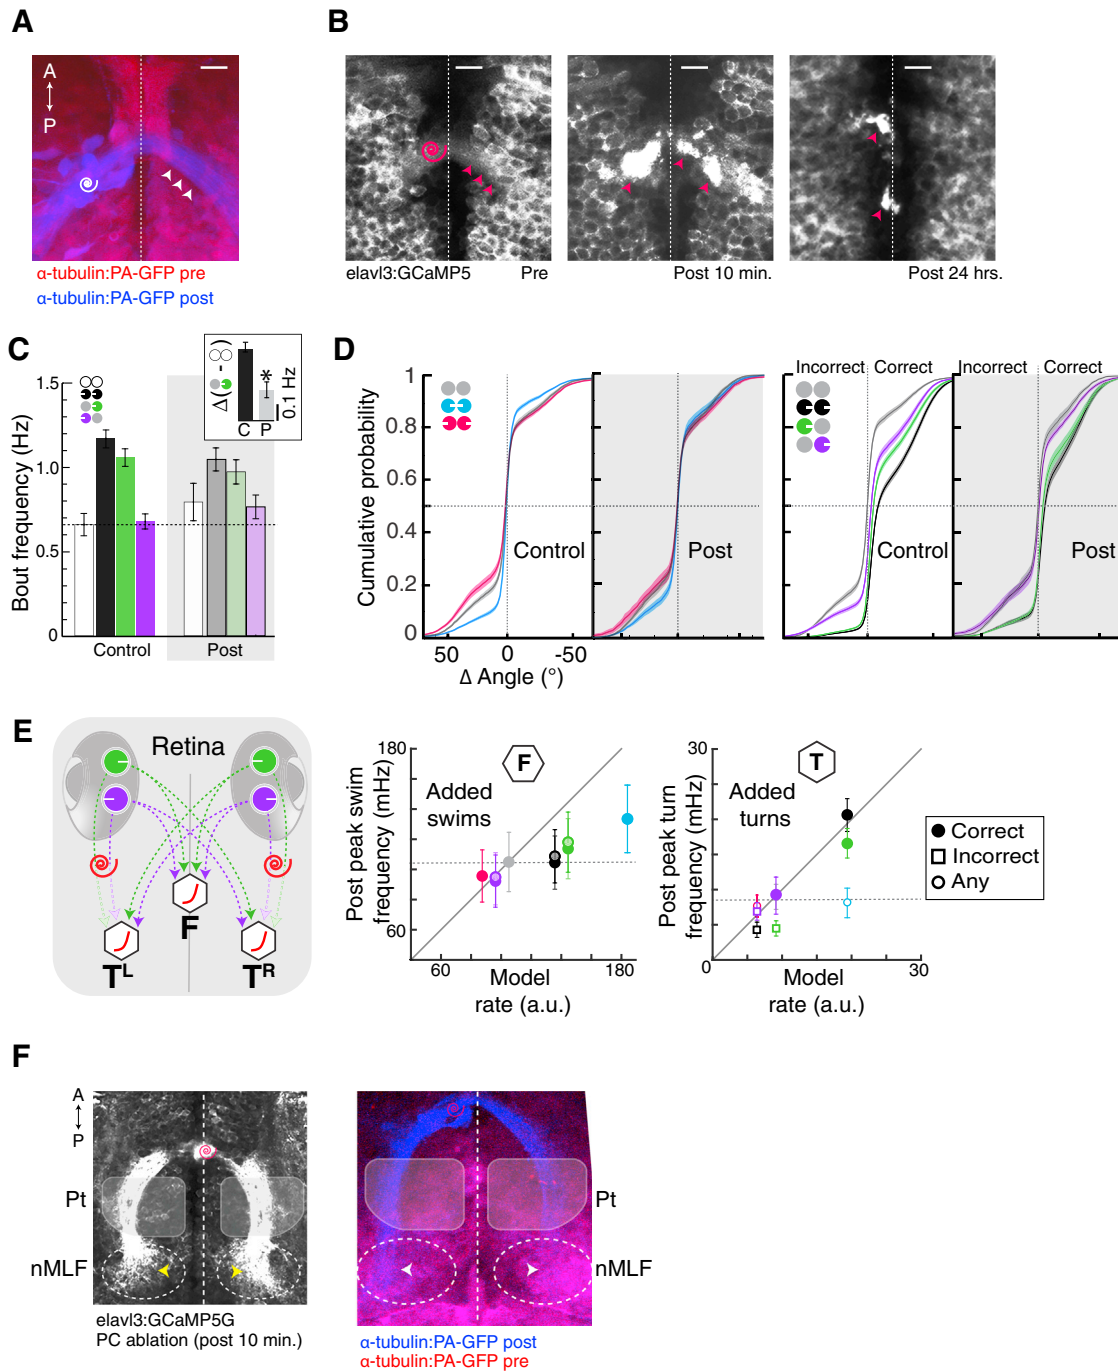 A
B
A
P
α-tubulin:PA-GFP pre
α-tubulin:PA-GFP post
elavl3:GCaMP5
Pre
Post 10 min.
Post 24 hrs.
C
Bout frequency (Hz)
1.5
1.0
0.5
0
Control
Post
Δ( - )
*
0.1 Hz
C P
D
Cumulative probability
1
0.8
0.6
0.4
0.2
0
Control
Post
50 0 -50
Δ Angle (°)
Incorrect Correct
Incorrect Correct
Control
Post
E
Retina
F
T^L
T^R
Post peak swim
frequency (mHz)
180
60
Added
swims
F
60
180
Model
rate (a.u.)
Post peak turn
frequency (mHz)
30
0
Added
turns
T
30
Model
rate (a.u.)
Correct
Incorrect
Any
F
A
P
Pt
nMLF
elavl3:GCaMP5G
PC ablation (post 10 min.)
Pt
nMLF
α-tubulin:PA-GFP post
α-tubulin:PA-GFP pre